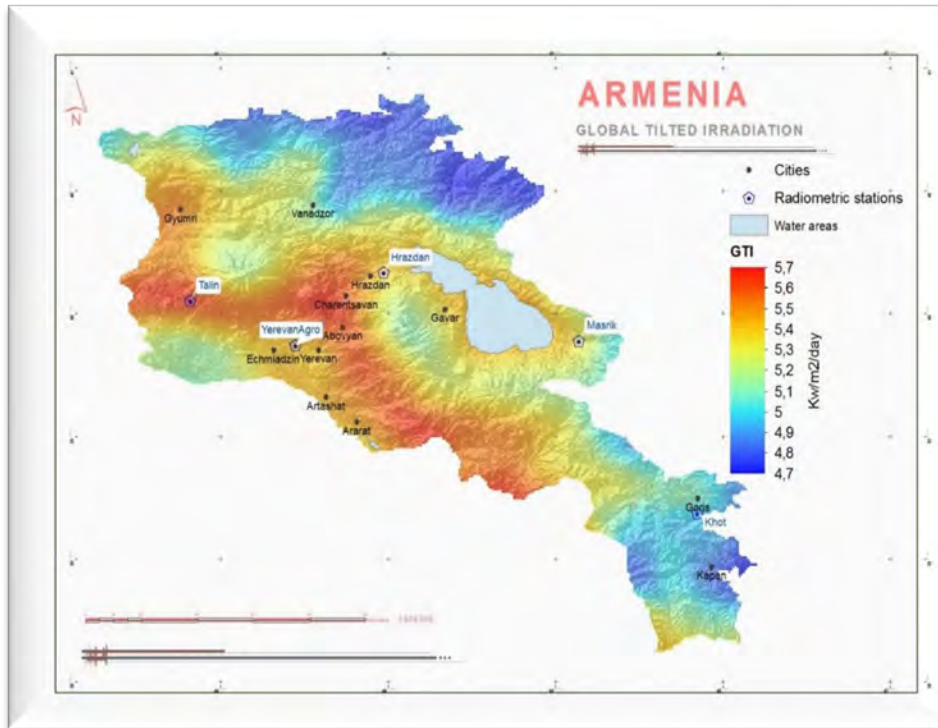 ARMENIA
GLOBAL TILTED IRRADIATION
N
Cities
Radiometric stations
Water areas
GTI
5,7
5,6
5,5
5,4
5,3
5,2
5,1
5
4,9
4,8
4,7
Kw/m2/day
Gyumri
Vanadzor
Hrazdan
Talin
Hrazdan
Charentsavan
Gavar
YerevanAgro
Abovyan
Masrik
Echmiadzin
Yerevan
Artashat
Ararat
Khot
Kapan